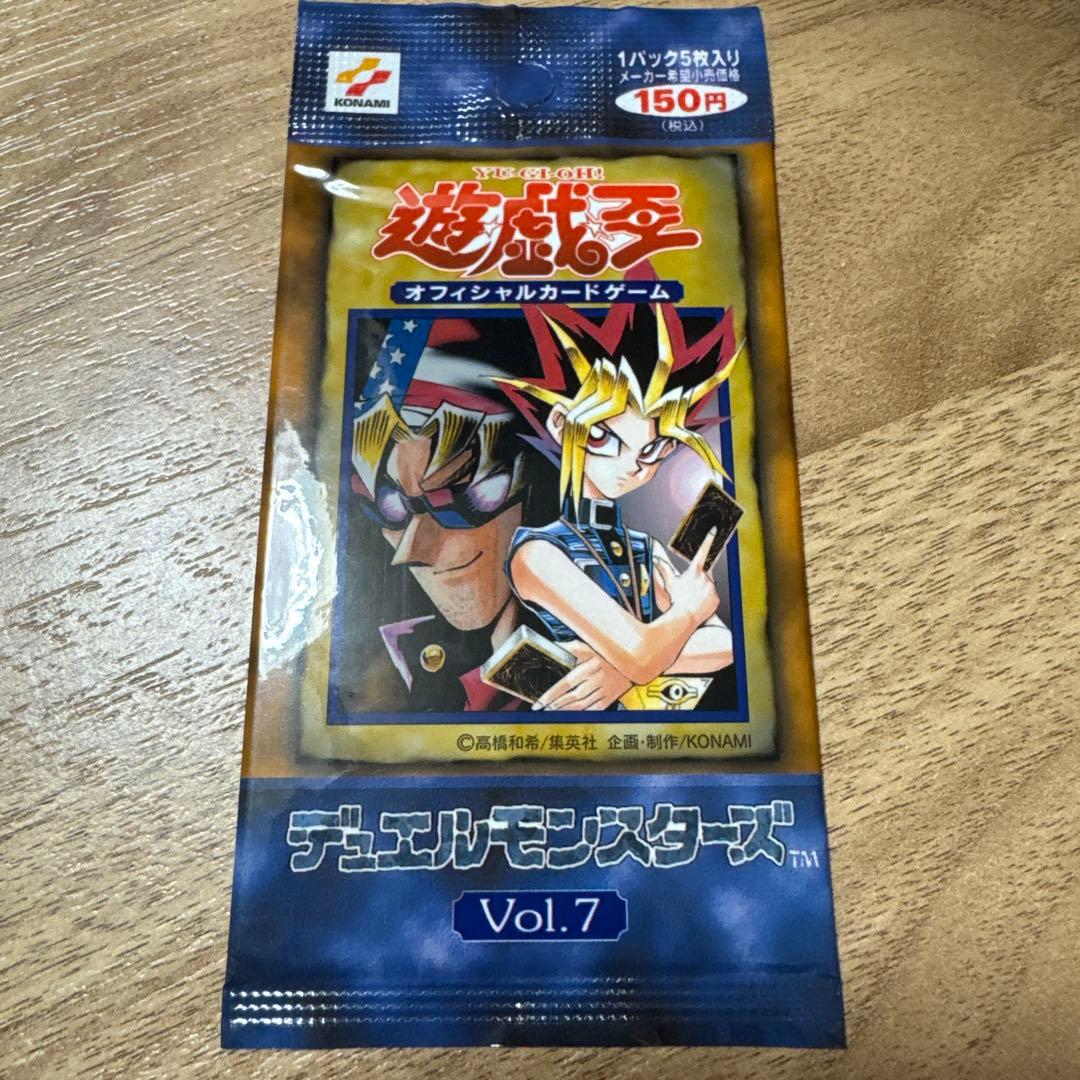 KONAMI
1パック5枚入り
メーカー希望小売価格
150円
(税込)
YU-GI-OH!
遊☆戯☆王
オフィシャルカードゲーム
©高橋和希/集英社 企画・制作/KONAMI
デュエルモンスターズ™
Vol.7